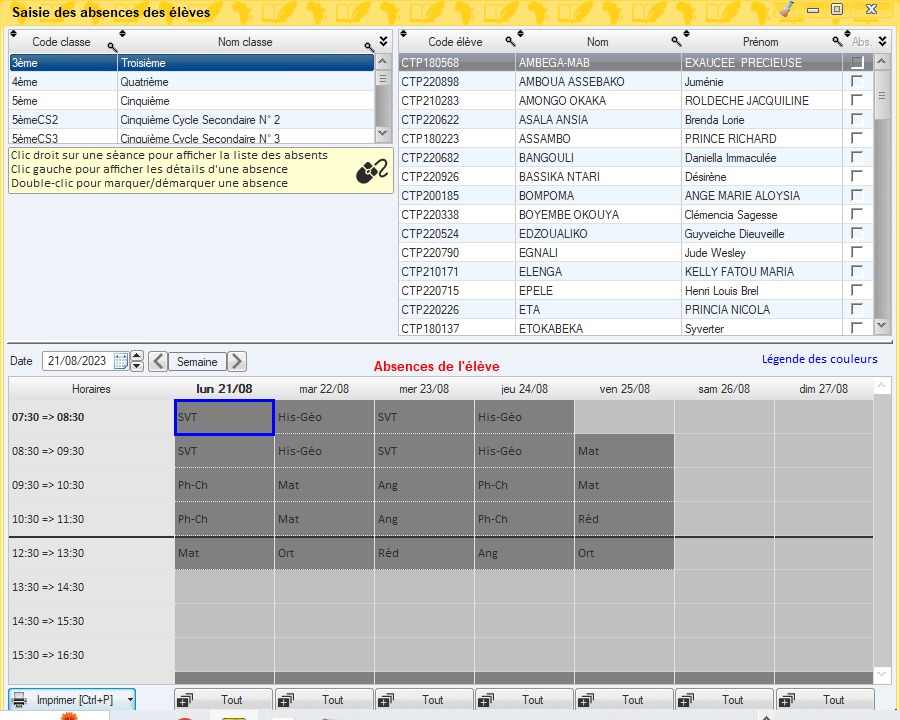 Saisie des absences des élèves
Code classe Nom classe
3ème Troisième
4ème Quatrième
5ème Cinquième
5èmeCS2 Cinquième Cycle Secondaire N° 2
5èmeCS3 Cinquième Cycle Secondaire N° 3
Clic droit sur une séance pour afficher la liste des absents
Clic gauche pour afficher les détails d'une absence
Double-clic pour marquer/démarquer une absence
Code élève Nom Prénom Abs.
CTP180568 AMBEGA-MAB EXAUCEE PRECIEUSE
CTP220898 AMBOUA ASSEBAKO Juménie
CTP210283 AMONGO OKAKA ROLDECHE JACQUILINE
CTP220622 ASALA ANSIA Brenda Lorie
CTP180223 ASSAMBO PRINCE RICHARD
CTP220682 BANGOULI Daniella Immaculée
CTP220926 BASSIKA NTARI Désirène
CTP200185 BOMPOMA ANGE MARIE ALOYSIA
CTP220338 BOYEMBE OKOUYA Clémencia Sagesse
CTP220524 EDZOUALIKO Guyveiche Dieuveille
CTP220790 EGNALI Jude Wesley
CTP210171 ELENGA KELLY FATOU MARIA
CTP220715 EPELE Henri Louis Brel
CTP220226 ETA PRINCIA NICOLA
CTP180137 ETOKABEKA Syverter
Date 21/08/2023 Semaine
Absences de l'élève
Légende des couleurs
Horaires lun 21/08 mar 22/08 mer 23/08 jeu 24/08 ven 25/08 sam 26/08 dim 27/08
07:30 => 08:30 SVT His-Géo SVT His-Géo
08:30 => 09:30 SVT His-Géo SVT His-Géo Mat
09:30 => 10:30 Ph-Ch Mat Ang Ph-Ch Mat
10:30 => 11:30 Ph-Ch Mat Ang Ph-Ch Réd
12:30 => 13:30 Mat Ort Réd Ang Ort
13:30 => 14:30
14:30 => 15:30
15:30 => 16:30
Imprimer [Ctrl+P] Tout Tout Tout Tout Tout Tout Tout